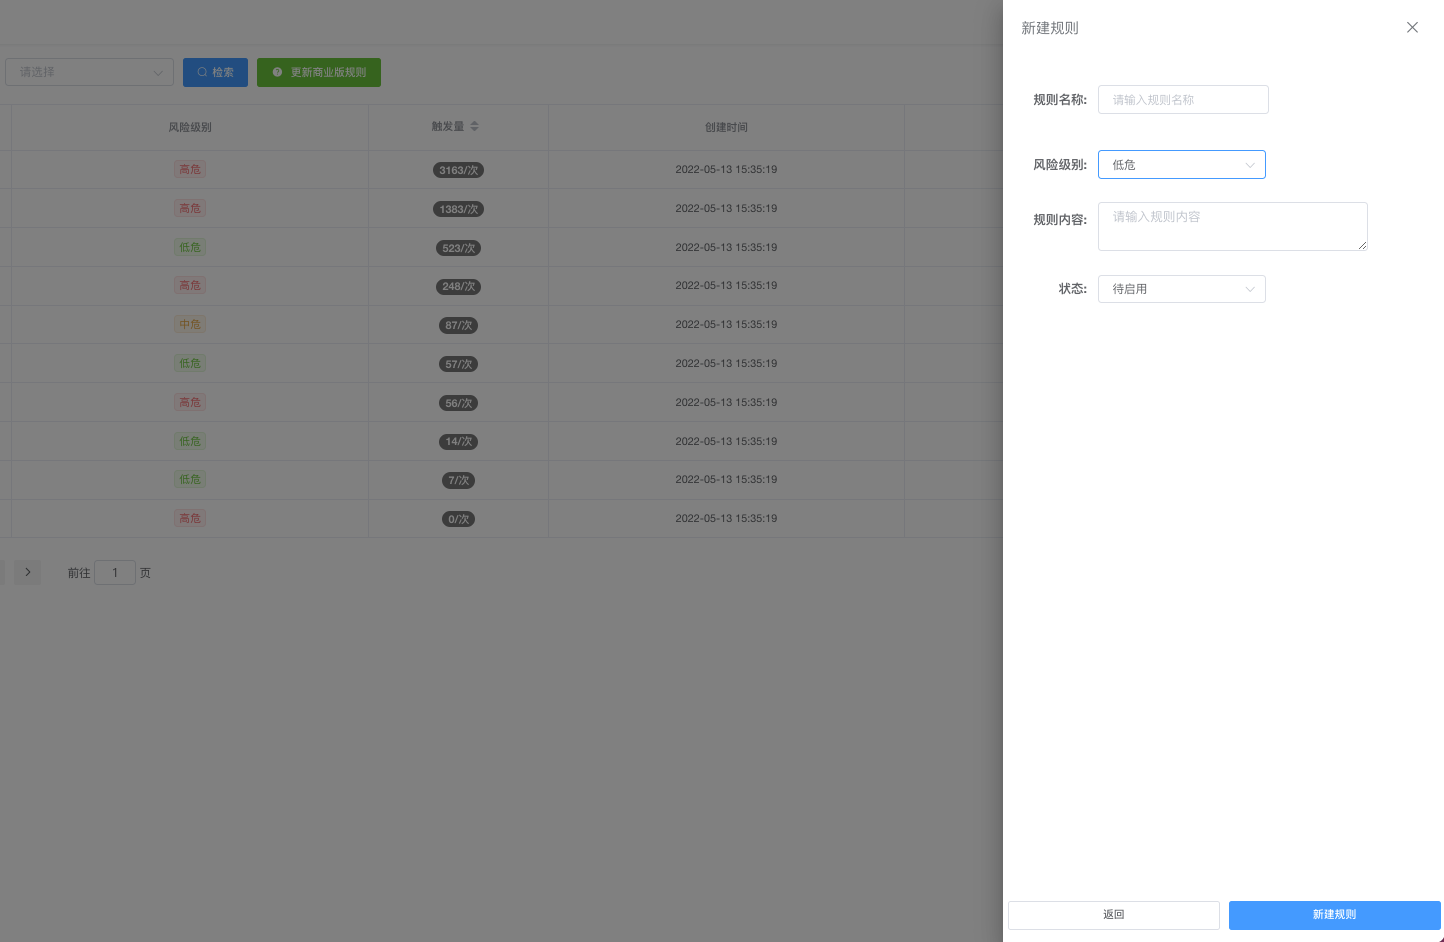 请选择 检索 更新商业版规则
风险级别 触发量 创建时间
高危 3163/次 2022-05-13 15:35:19
高危 1383/次 2022-05-13 15:35:19
低危 523/次 2022-05-13 15:35:19
高危 248/次 2022-05-13 15:35:19
中危 87/次 2022-05-13 15:35:19
低危 57/次 2022-05-13 15:35:19
高危 56/次 2022-05-13 15:35:19
低危 14/次 2022-05-13 15:35:19
低危 7/次 2022-05-13 15:35:19
高危 0/次 2022-05-13 15:35:19
前往 1 页
新建规则
规则名称: 请输入规则名称
风险级别: 低危
规则内容: 请输入规则内容
状态: 待启用
返回 新建规则